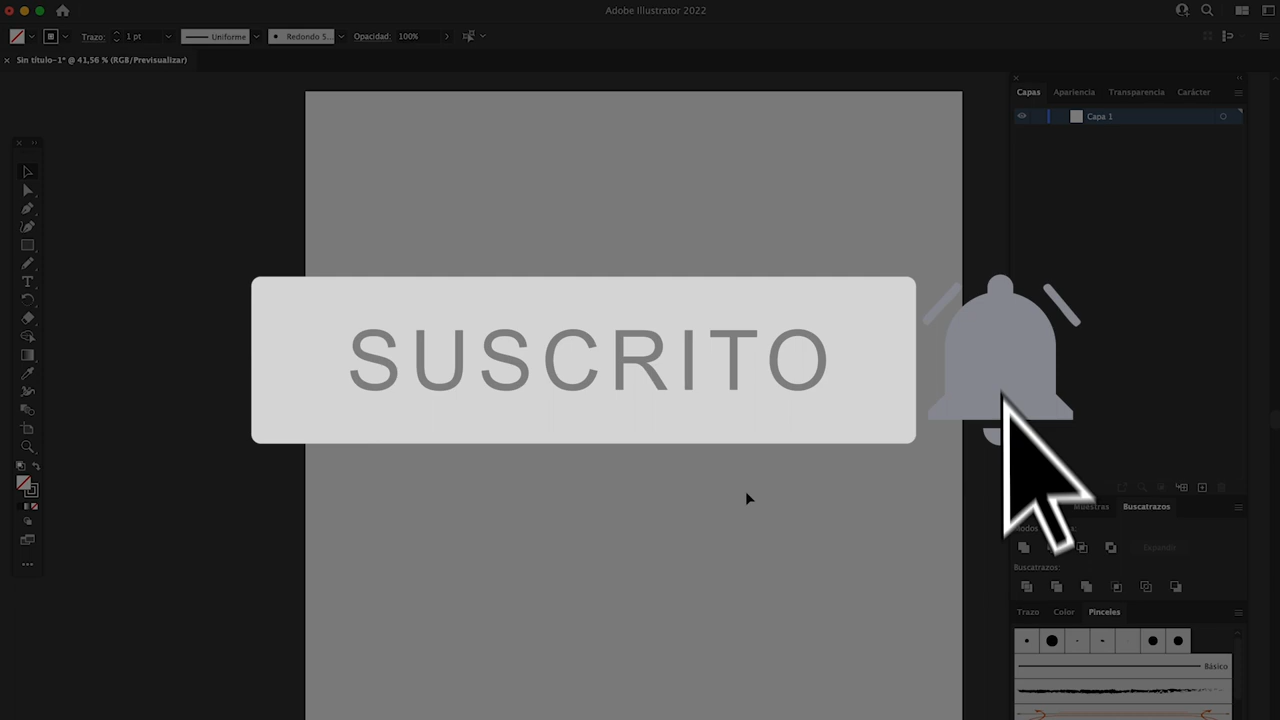 Adobe Illustrator 2022
Trazo: 1 pt Uniforme Redondo 5... Opacidad: 100%
Sin título-1* @ 41,56 % (RGB/Previsualizar)
Capas Apariencia Transparencia Carácter
Capa 1
SUSCRITO
Muestras Buscatrazos
Expandir
Buscatrazos:
Trazo Color Pinceles
Básico